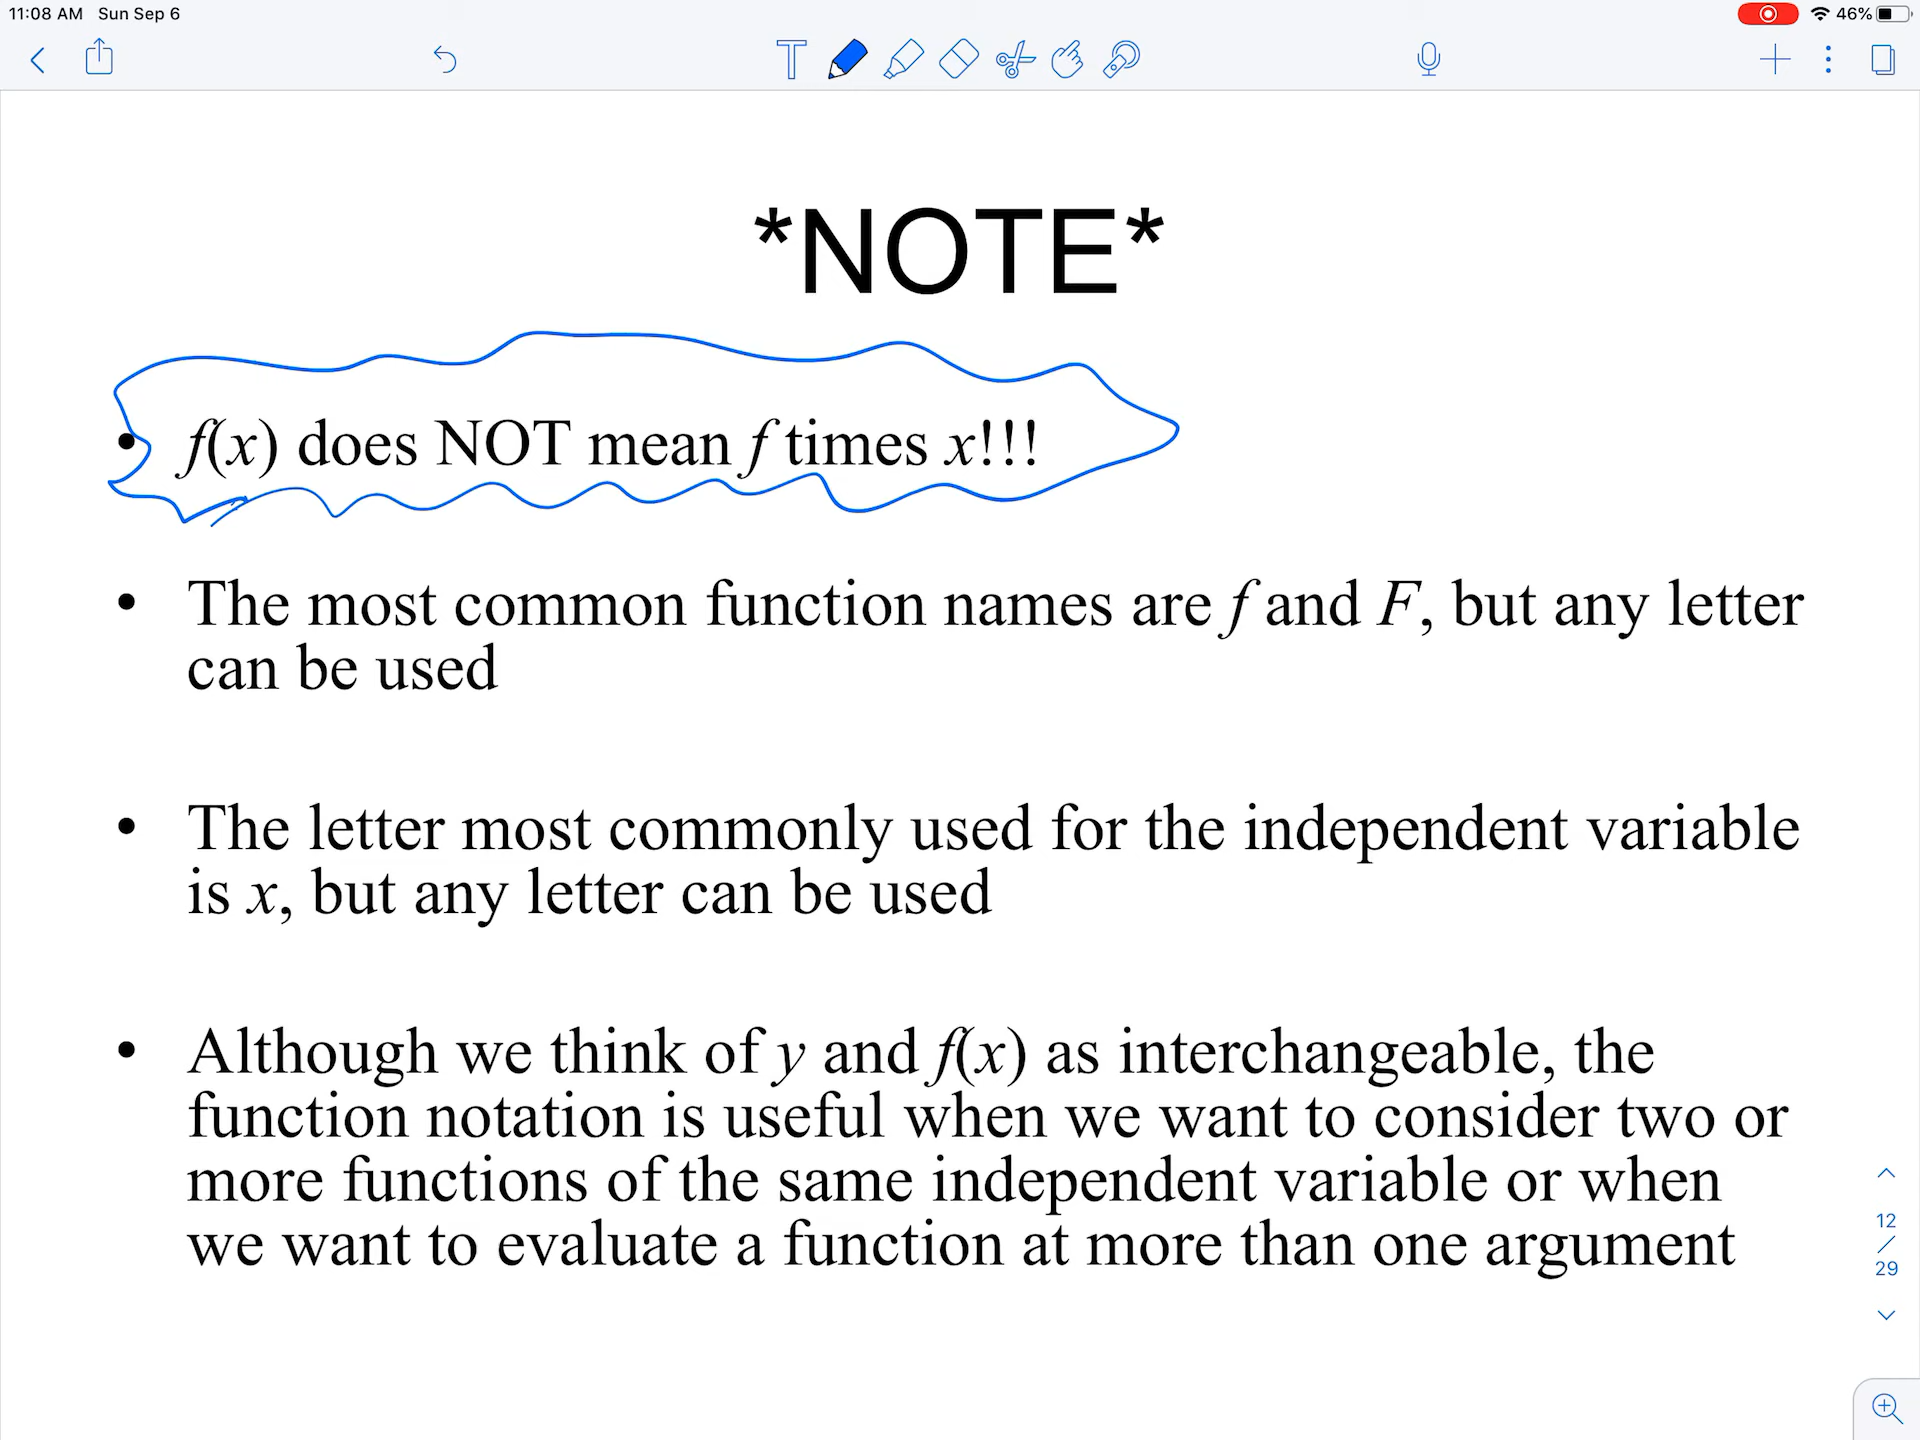 11:08 AM Sun Sep 6
46%
T
*NOTE*
• f(x) does NOT mean f times x!!!
• The most common function names are f and F, but any letter
can be used
• The letter most commonly used for the independent variable
is x, but any letter can be used
• Although we think of y and f(x) as interchangeable, the
function notation is useful when we want to consider two or
more functions of the same independent variable or when
we want to evaluate a function at more than one argument
12
/
29